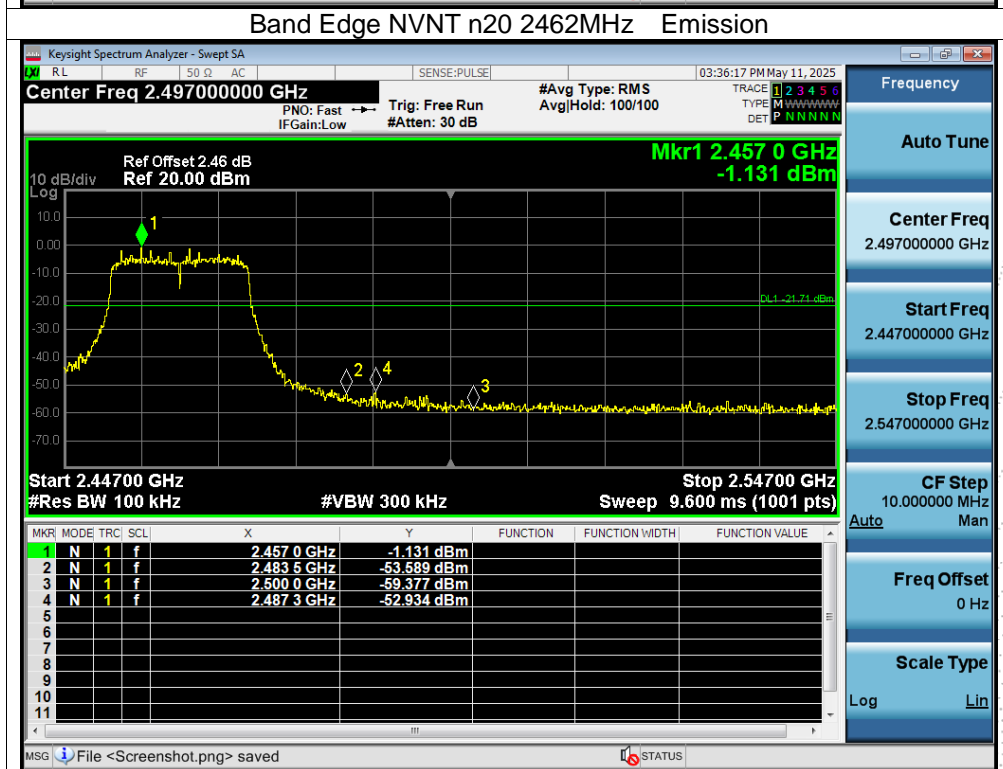 Band Edge NVNT n20 2462MHz Emission
Keysight Spectrum Analyzer - Swept SA
LXI RL RF 50 Ω AC SENSE:PULSE 03:36:17 PM May 11, 2025
Center Freq 2.497000000 GHz #Avg Type: RMS TRACE 1 2 3 4 5 6
PNO: Fast Trig: Free Run Avg|Hold: 100/100 TYPE M WWWWW
IFGain:Low #Atten: 30 dB DET P N N N N N
Ref Offset 2.46 dB Mkr1 2.457 0 GHz
10 dB/div Ref 20.00 dBm -1.131 dBm
Log
10.0
1
0.00
-10.0
-20.0
DL1 -21.71 dBm
-30.0
-40.0
2 4
-50.0
3
-60.0
-70.0
Start 2.44700 GHz Stop 2.54700 GHz
#Res BW 100 kHz #VBW 300 kHz Sweep 9.600 ms (1001 pts)
MKR MODE TRC SCL X Y FUNCTION FUNCTION WIDTH FUNCTION VALUE
1 N 1 f 2.457 0 GHz -1.131 dBm
2 N 1 f 2.483 5 GHz -53.589 dBm
3 N 1 f 2.500 0 GHz -59.377 dBm
4 N 1 f 2.487 3 GHz -52.934 dBm
5
6
7
8
9
10
11
MSG File <Screenshot.png> saved STATUS
Frequency
Auto Tune
Center Freq
2.497000000 GHz
Start Freq
2.447000000 GHz
Stop Freq
2.547000000 GHz
CF Step
10.000000 MHz
Auto Man
Freq Offset
0 Hz
Scale Type
Log Lin